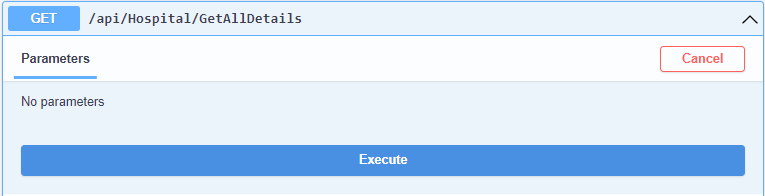 GET /api/Hospital/GetAllDetails
Parameters Cancel
No parameters
Execute